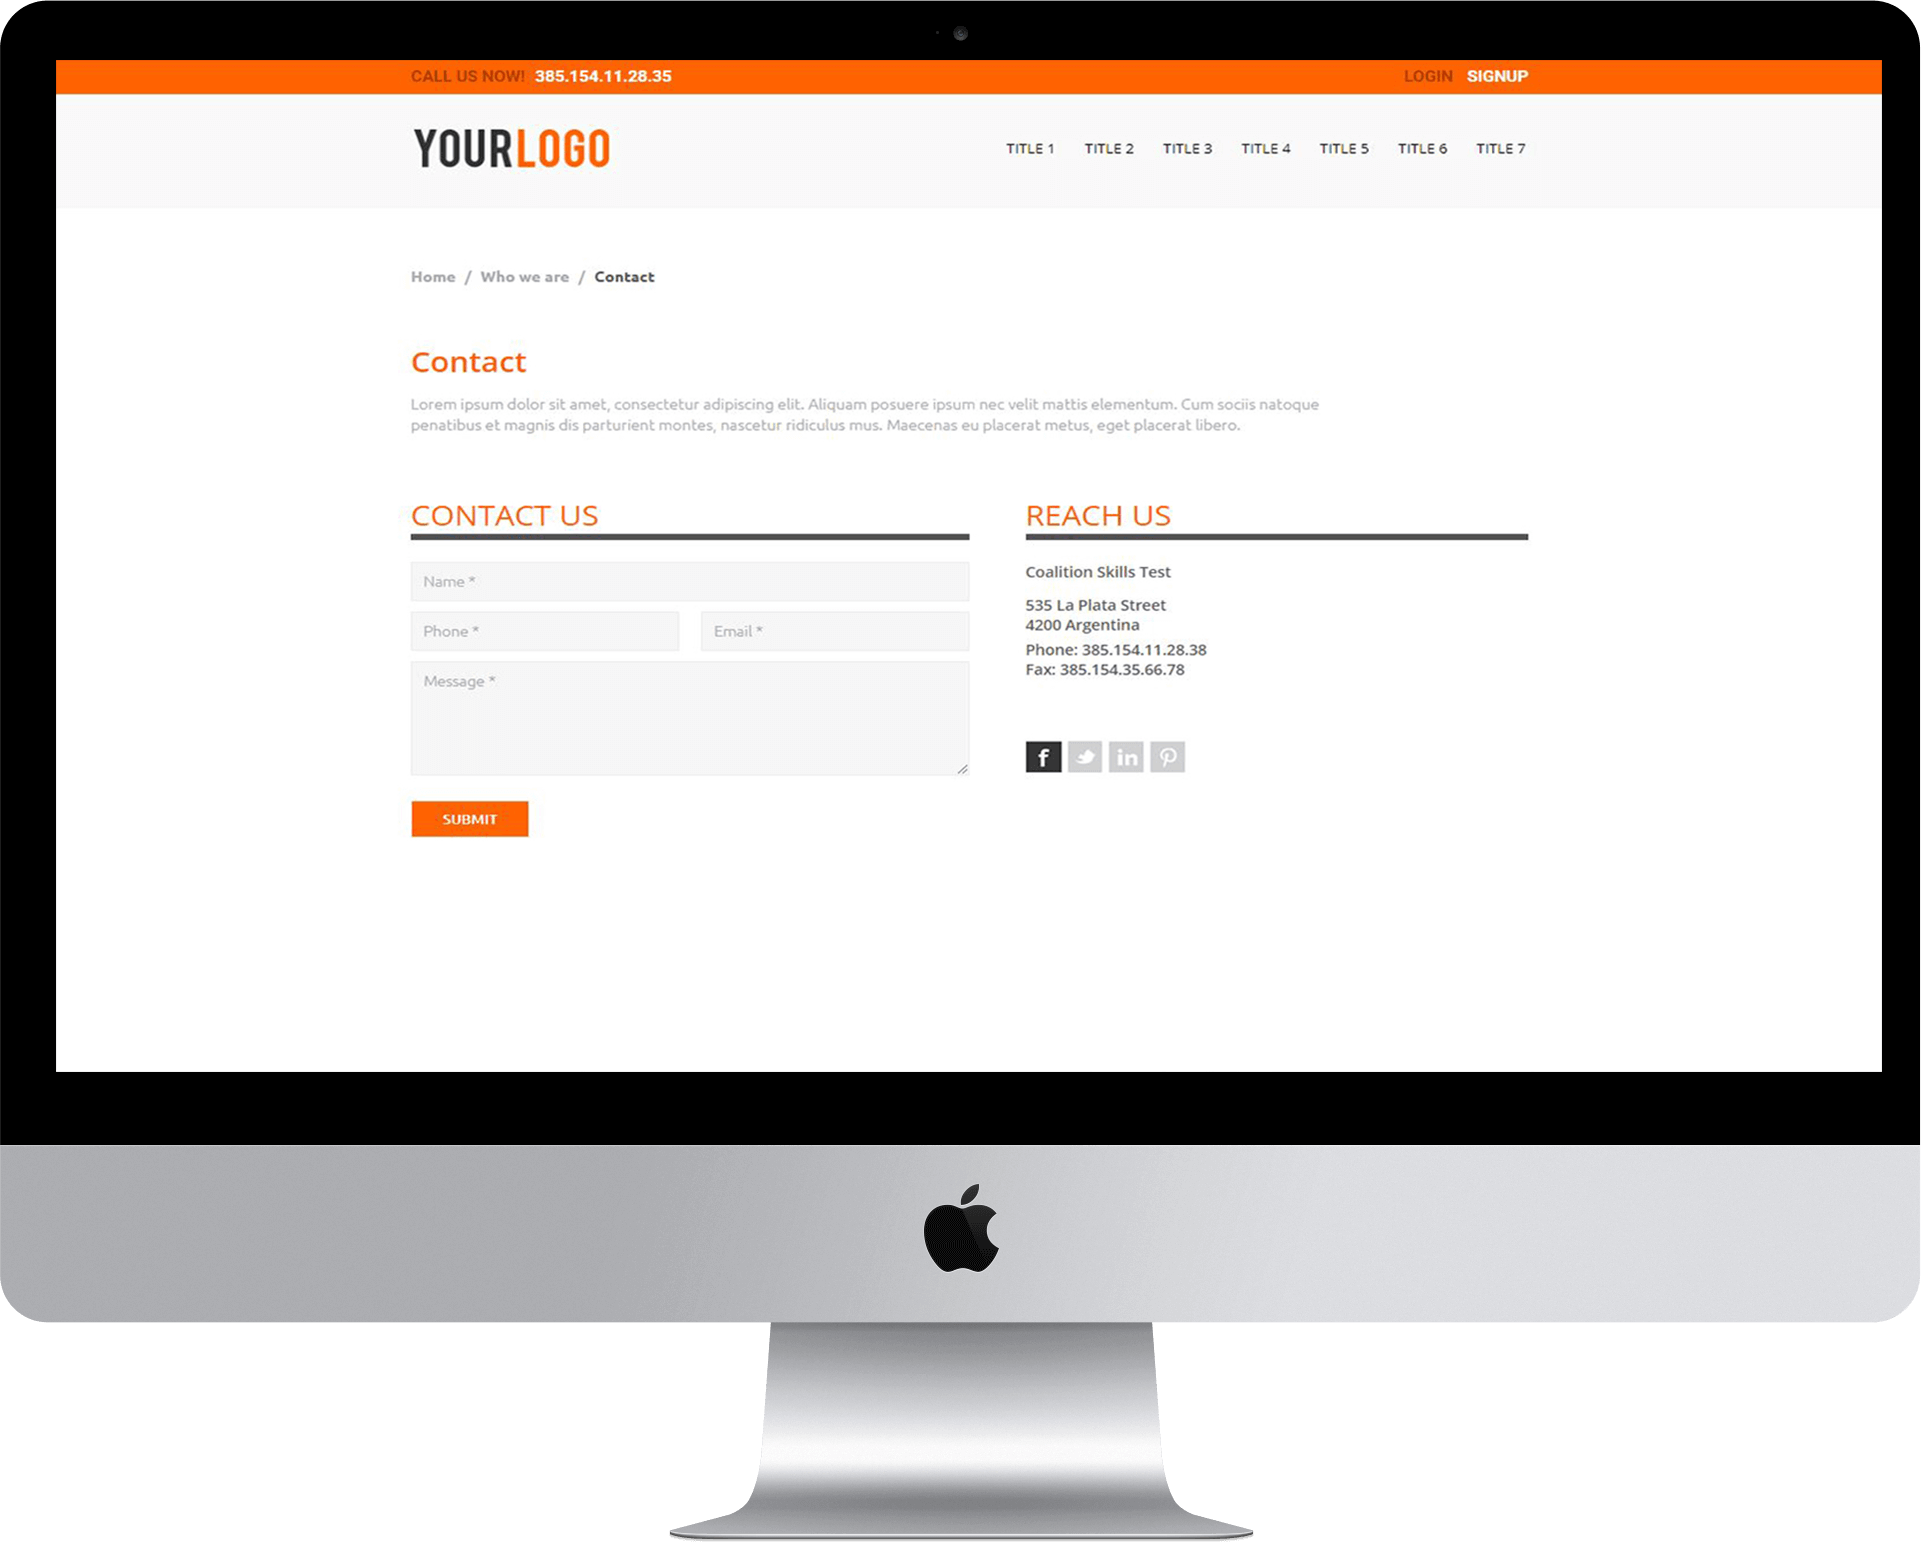 CALL US NOW! 385.154.11.28.35
LOGIN SIGNUP
YOURLOGO
TITLE 1 TITLE 2 TITLE 3 TITLE 4 TITLE 5 TITLE 6 TITLE 7
Home / Who we are / Contact
Contact
Lorem ipsum dolor sit amet, consectetur adipiscing elit. Aliquam posuere ipsum nec velit mattis elementum. Cum sociis natoque
penatibus et magnis dis parturient montes, nascetur ridiculus mus. Maecenas eu placerat metus, eget placerat libero.
CONTACT US
Name *
Phone * Email *
Message *
SUBMIT
REACH US
Coalition Skills Test
535 La Plata Street
4200 Argentina
Phone: 385.154.11.28.38
Fax: 385.154.35.66.78
f in